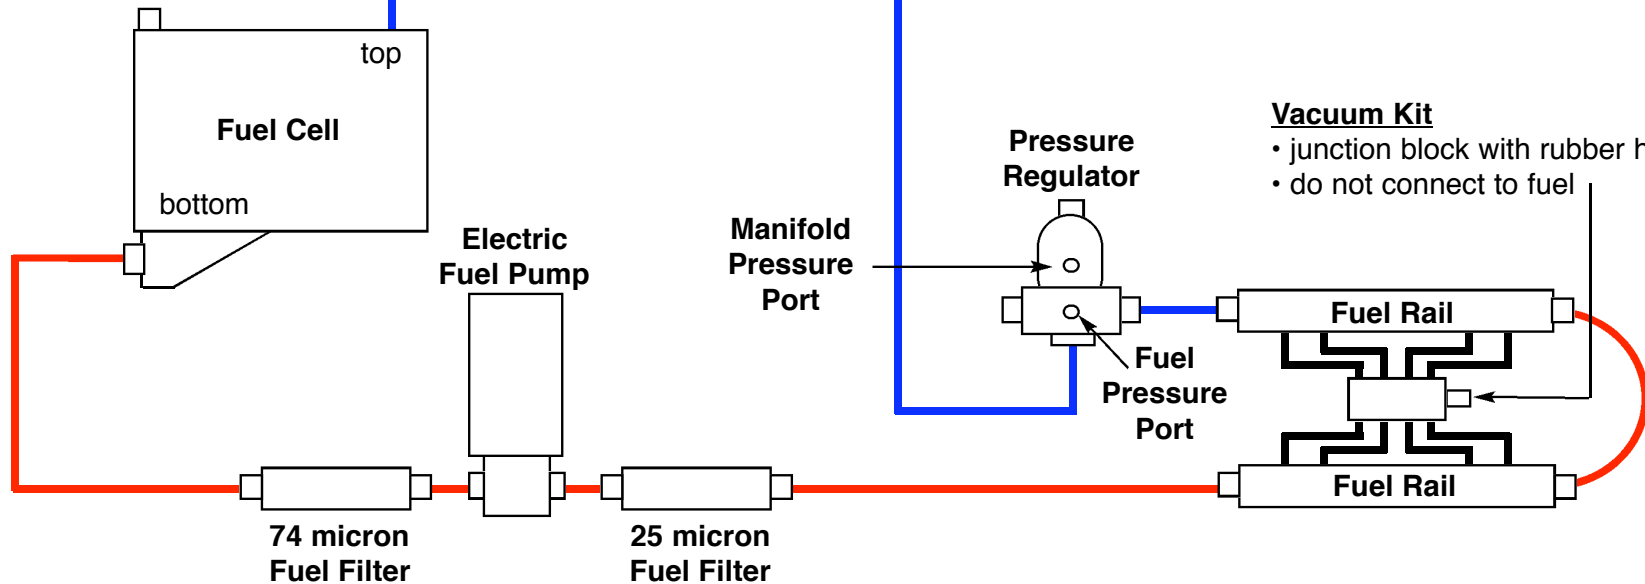 top
Fuel Cell
bottom
Electric
Fuel Pump
74 micron
Fuel Filter
25 micron
Fuel Filter
Manifold
Pressure
Port
Pressure
Regulator
Fuel
Pressure
Port
Vacuum Kit
• junction block with rubber
• do not connect to fuel
Fuel Rail
Fuel Rail